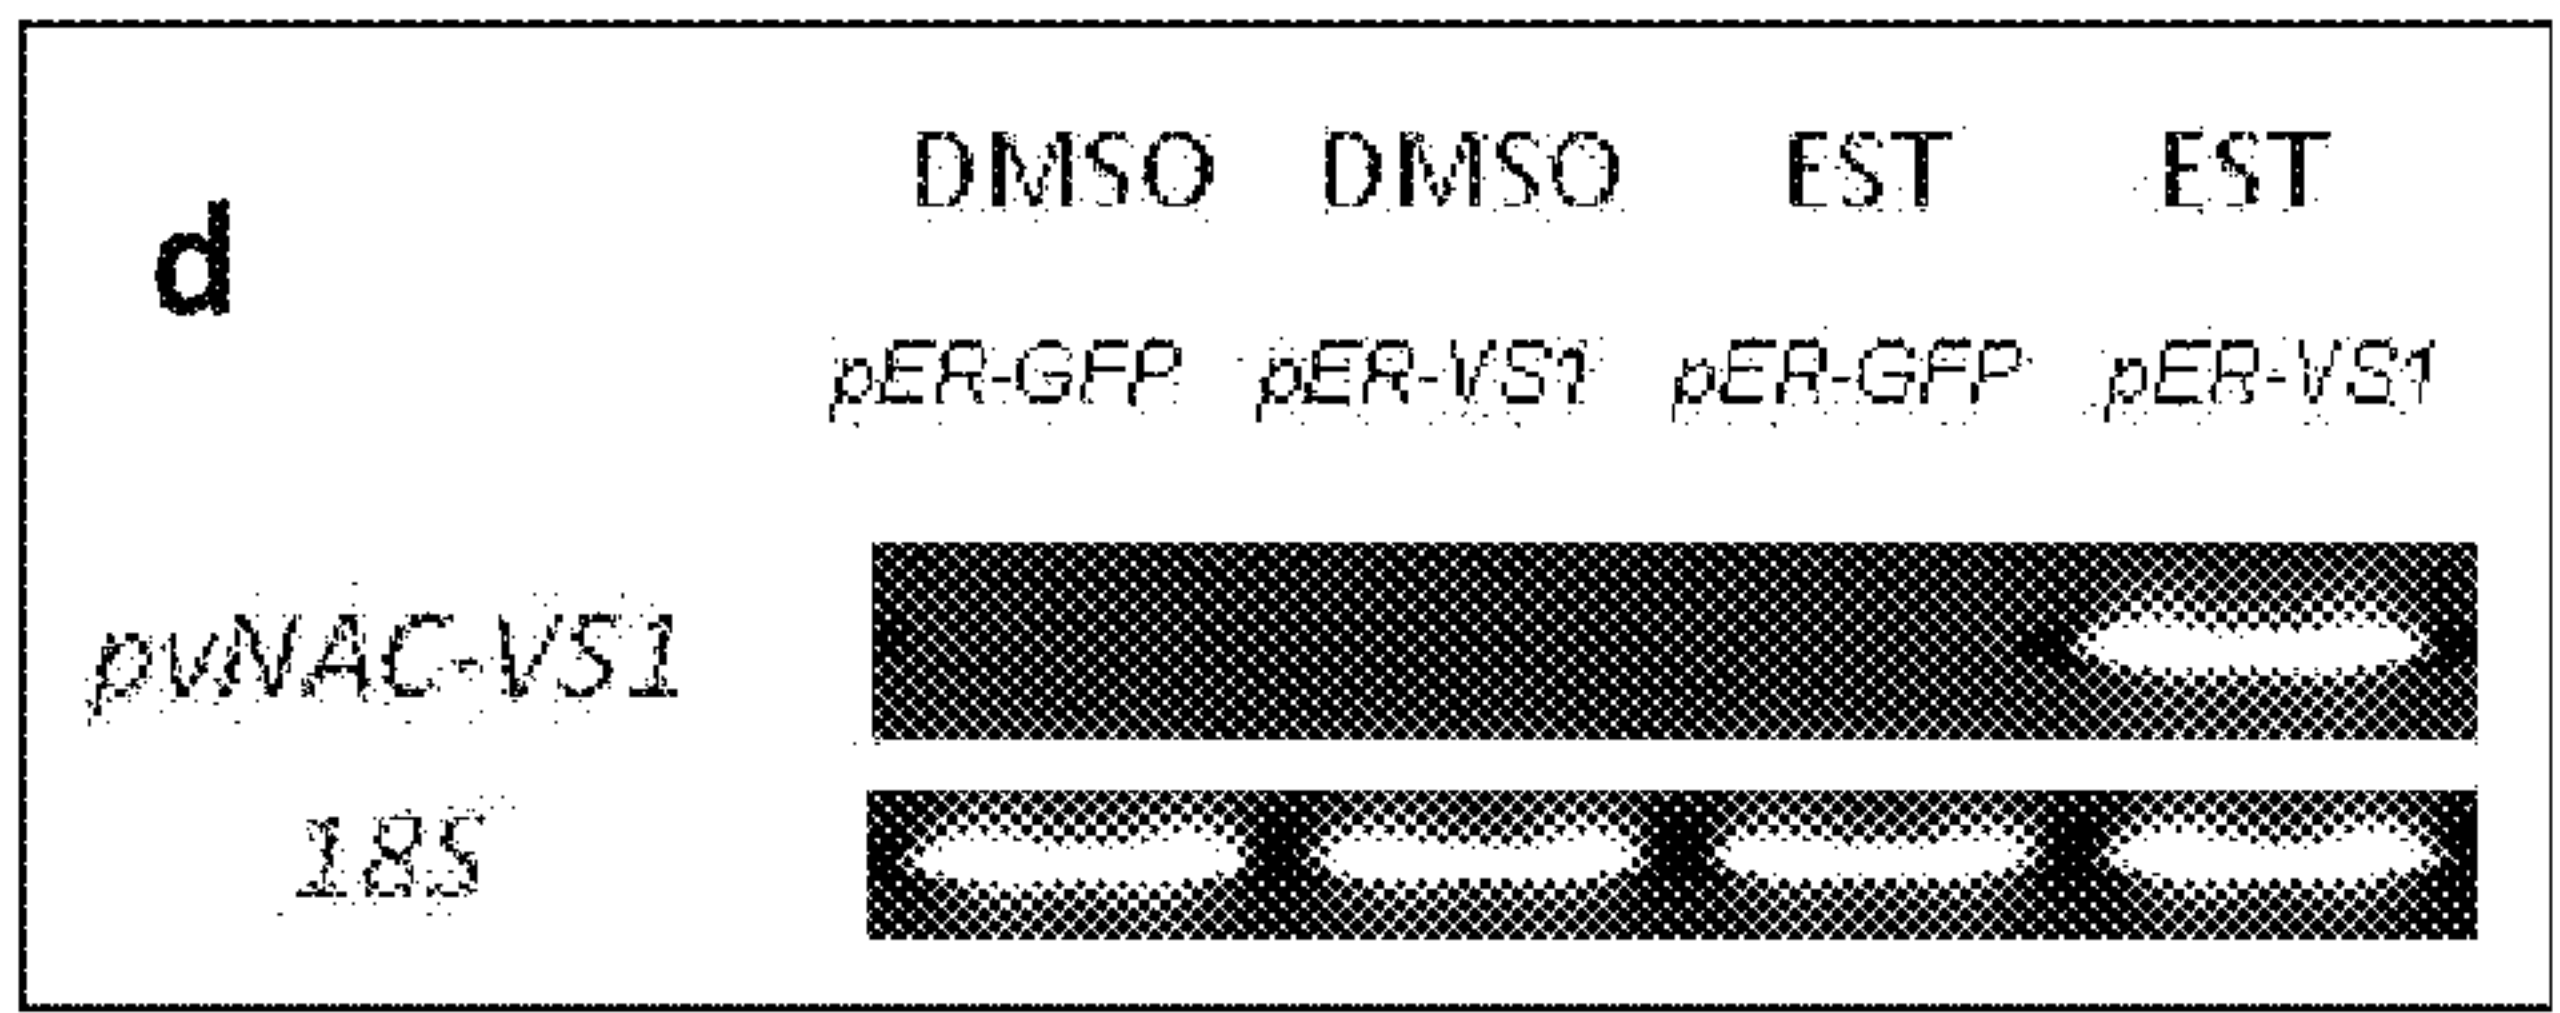 d
DMSO DMSO EST EST
pER-GFP pER-VS1 pER-GFP pER-VS1
pvNAC-VS1
18S